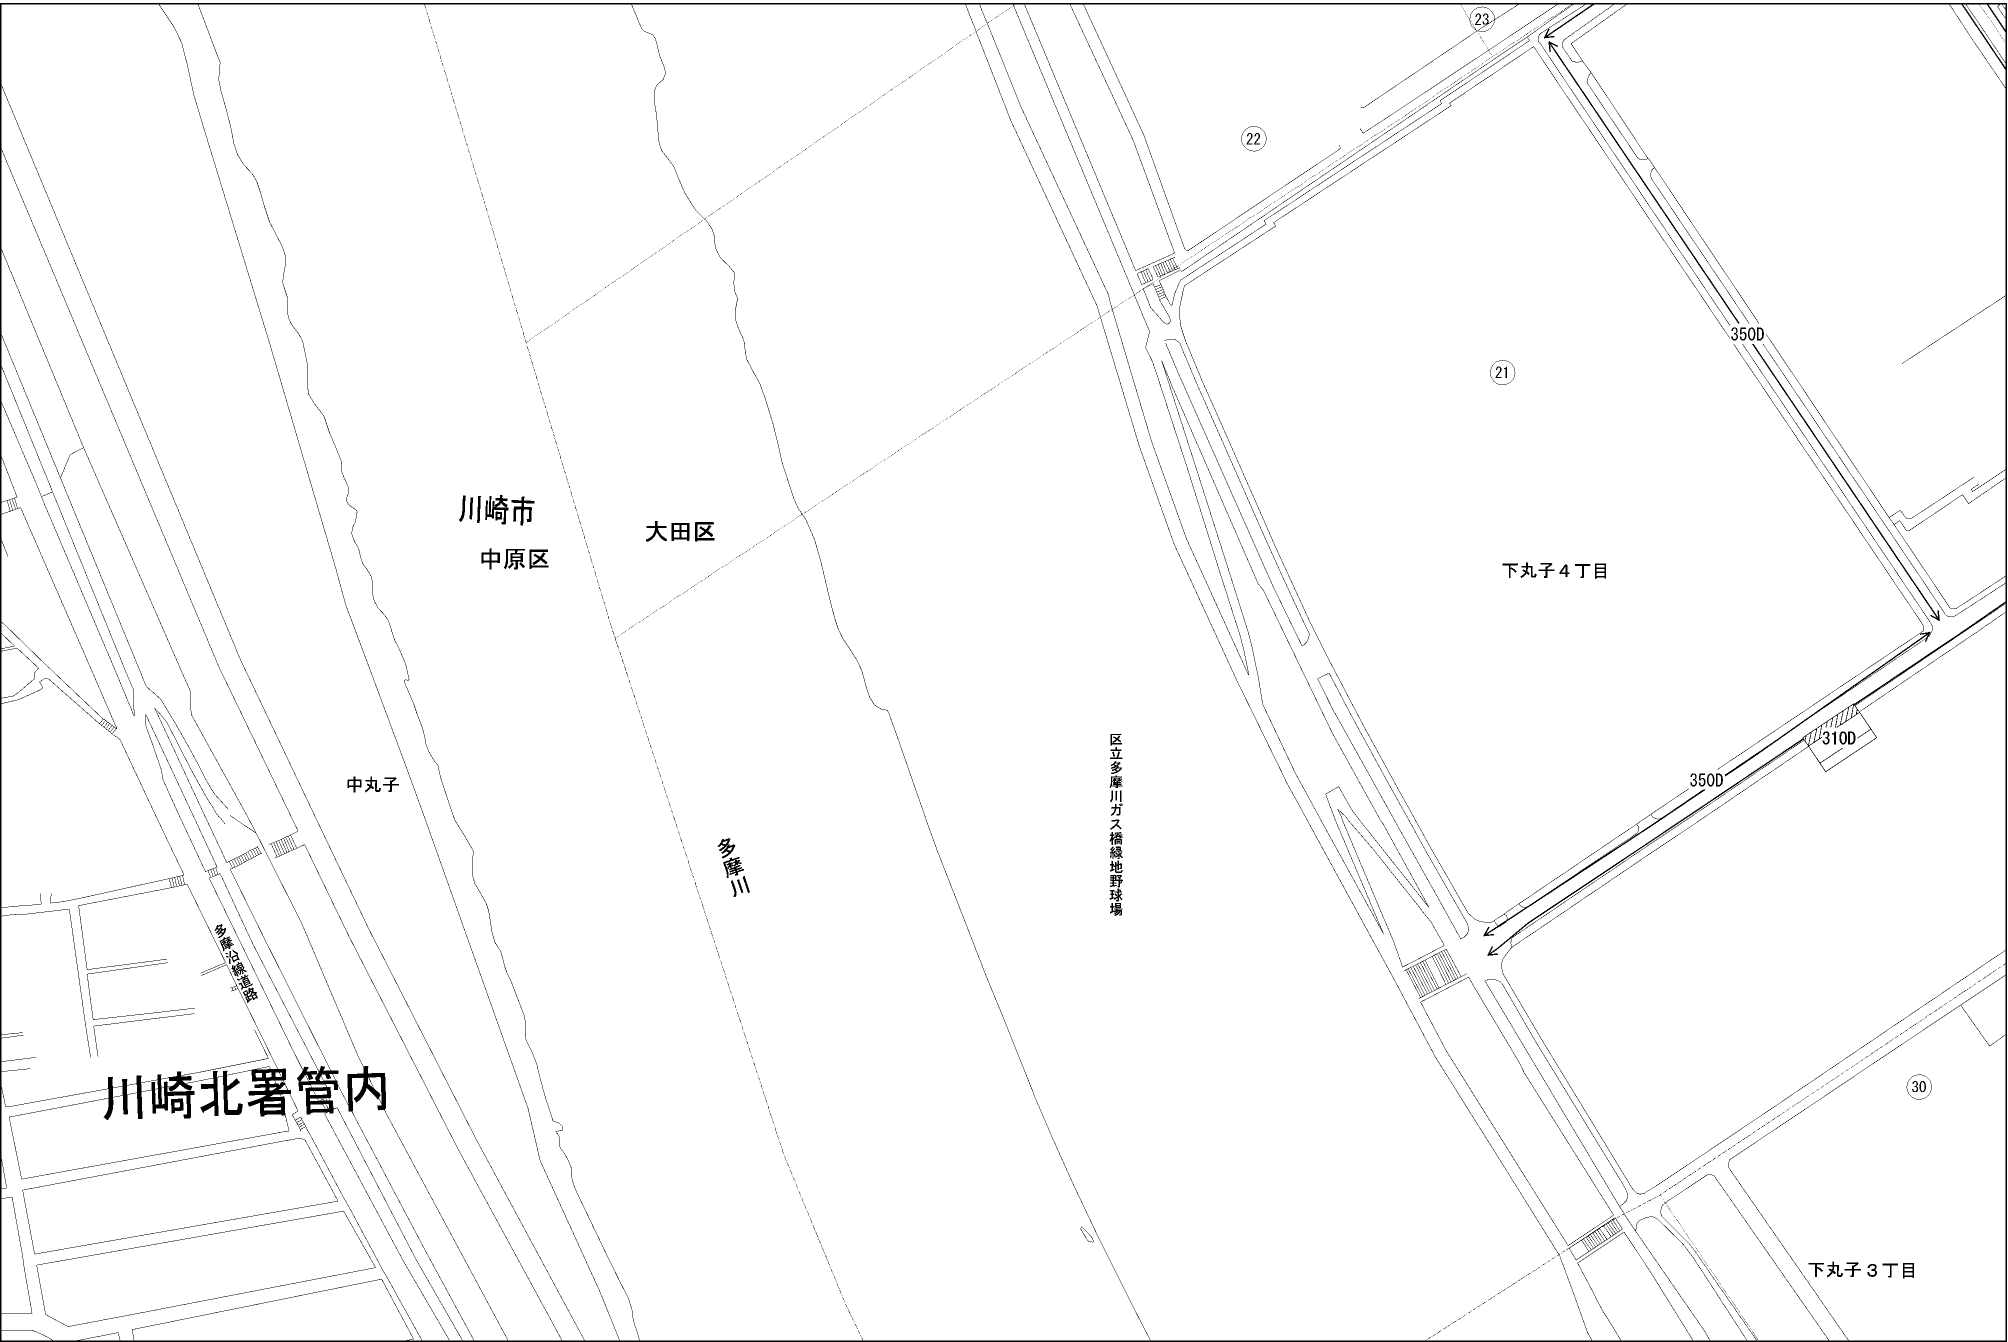 23
22
350D
21
川崎市
中原区
大田区
下丸子４丁目
区立多摩川ガス橋緑地野球場
310D
350D
中丸子
多摩川
多摩沿線道路
川崎北署管内
30
下丸子３丁目